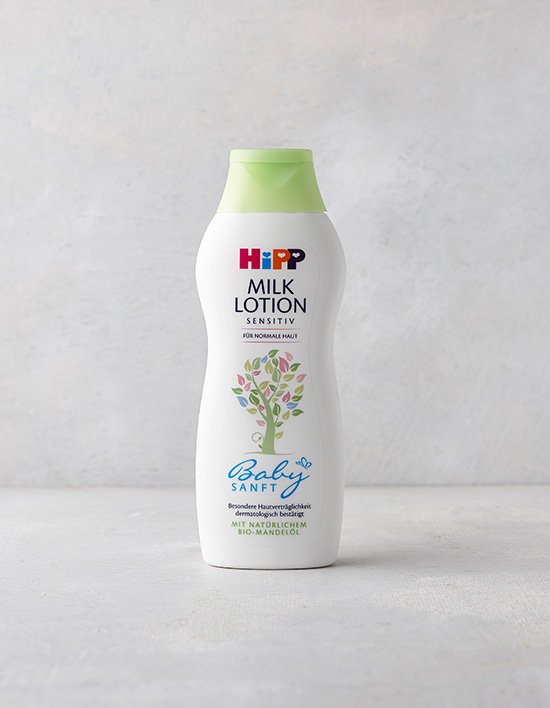 HiPP
MILK
LOTION
SENSITIV
FÜR NORMALE HAUT
Baby
SANFT
Besondere Hautverträglichkeit
dermatologisch bestätigt
MIT NATÜRLICHEM
BIO-MANDELÖL